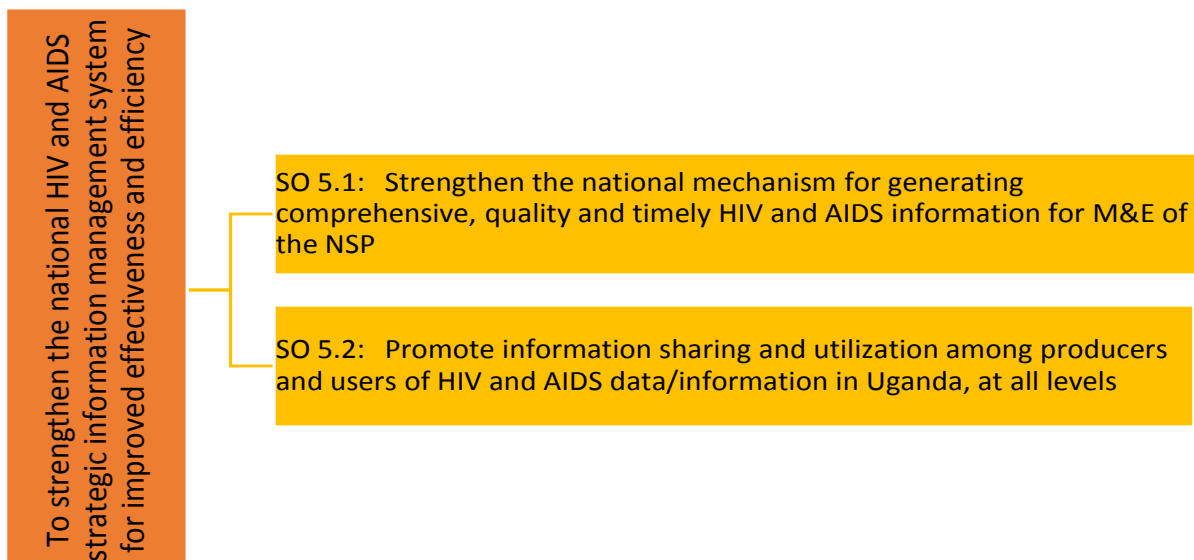 To strengthen the national HIV and AIDS
strategic information management system
for improved effectiveness and efficiency
SO 5.1: Strengthen the national mechanism for generating
comprehensive, quality and timely HIV and AIDS information for M&E of
the NSP
SO 5.2: Promote information sharing and utilization among producers
and users of HIV and AIDS data/information in Uganda, at all levels